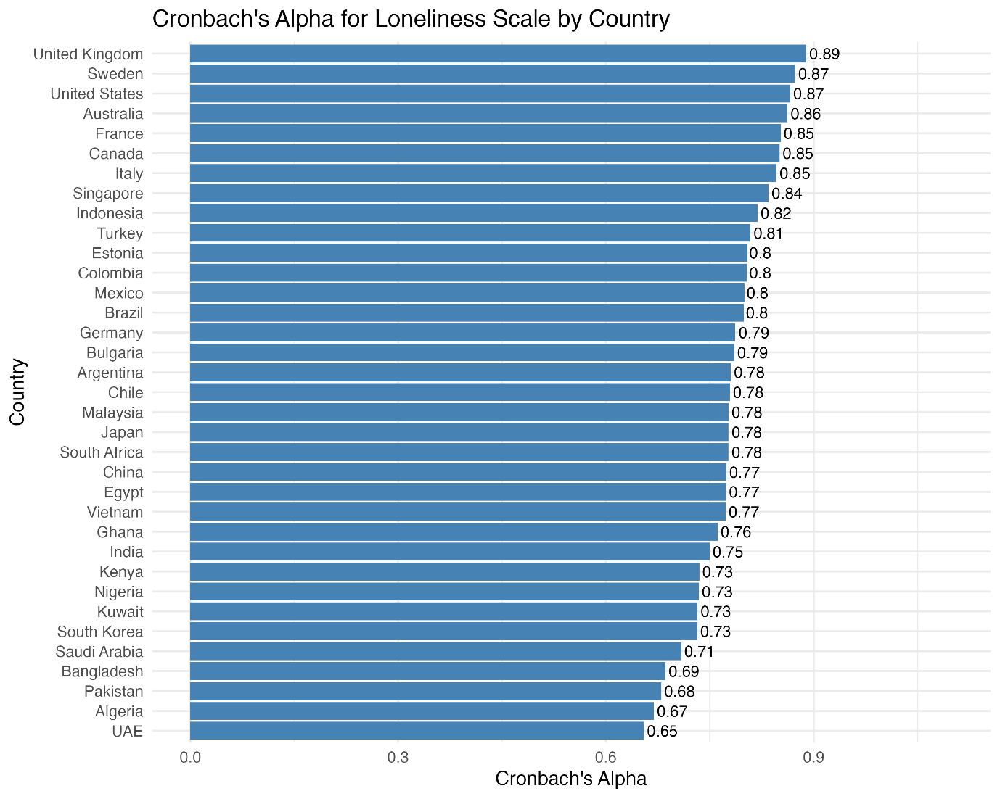 Cronbach's Alpha for Loneliness Scale by Country
United Kingdom 0.89
Sweden 0.87
United States 0.87
Australia 0.86
France 0.85
Canada 0.85
Italy 0.85
Singapore 0.84
Indonesia 0.82
Turkey 0.81
Estonia 0.8
Colombia 0.8
Mexico 0.8
Brazil 0.8
Germany 0.79
Bulgaria 0.79
Argentina 0.78
Chile 0.78
Malaysia 0.78
Japan 0.78
South Africa 0.78
China 0.77
Egypt 0.77
Vietnam 0.77
Ghana 0.76
India 0.75
Kenya 0.73
Nigeria 0.73
Kuwait 0.73
South Korea 0.73
Saudi Arabia 0.71
Bangladesh 0.69
Pakistan 0.68
Algeria 0.67
UAE 0.65
Country
0.0 0.3 0.6 0.9
Cronbach's Alpha